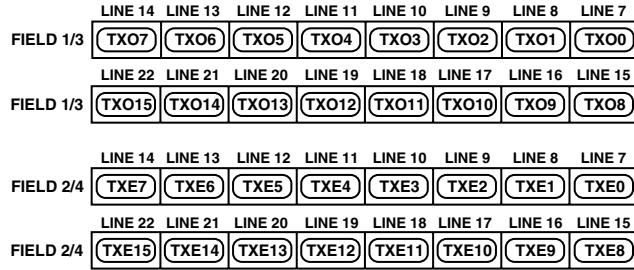 LINE 14 LINE 13 LINE 12 LINE 11 LINE 10 LINE 9 LINE 8 LINE 7
FIELD 1/3 TXO7 TXO6 TXO5 TXO4 TXO3 TXO2 TXO1 TXO0
LINE 22 LINE 21 LINE 20 LINE 19 LINE 18 LINE 17 LINE 16 LINE 15
FIELD 1/3 TXO15 TXO14 TXO13 TXO12 TXO11 TXO10 TXO9 TXO8
LINE 14 LINE 13 LINE 12 LINE 11 LINE 10 LINE 9 LINE 8 LINE 7
FIELD 2/4 TXE7 TXE6 TXE5 TXE4 TXE3 TXE2 TXE1 TXE0
LINE 22 LINE 21 LINE 20 LINE 19 LINE 18 LINE 17 LINE 16 LINE 15
FIELD 2/4 TXE15 TXE14 TXE13 TXE12 TXE11 TXE10 TXE9 TXE8